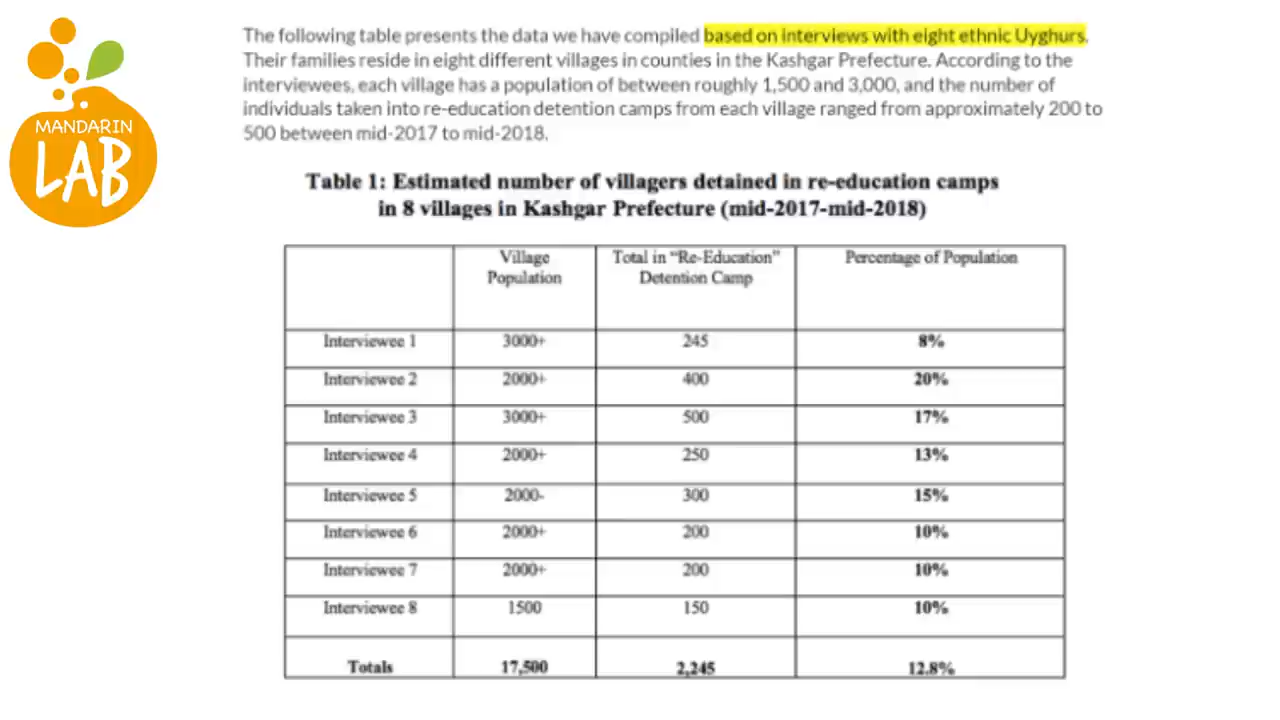 MANDARIN
LAB
The following table presents the data we have compiled based on interviews with eight ethnic Uyghurs.
Their families reside in eight different villages in counties in the Kashgar Prefecture. According to the
interviewees, each village has a population of between roughly 1,500 and 3,000, and the number of
individuals taken into re-education detention camps from each village ranged from approximately 200 to
500 between mid-2017 to mid-2018.
Table 1: Estimated number of villagers detained in re-education camps
in 8 villages in Kashgar Prefecture (mid-2017-mid-2018)
Village Population Total in “Re-Education” Detention Camp Percentage of Population
Interviewee 1 3000+ 245 8%
Interviewee 2 2000+ 400 20%
Interviewee 3 3000+ 500 17%
Interviewee 4 2000+ 250 13%
Interviewee 5 2000- 300 15%
Interviewee 6 2000+ 200 10%
Interviewee 7 2000+ 200 10%
Interviewee 8 1500 150 10%
Totals 17,500 2,245 12.8%